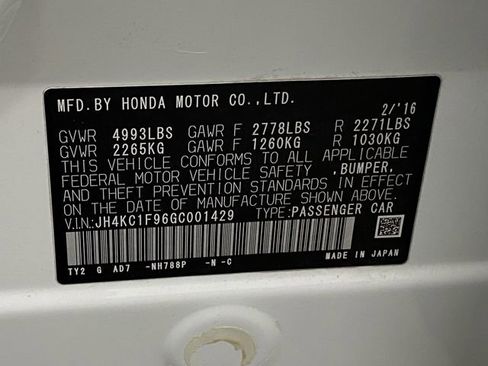 MFD.BY HONDA MOTOR CO.,LTD. 2/'16
GVWR 4993LBS GAWR F 2778LBS R 2271LBS
GVWR 2265KG GAWR F 1260KG R 1030KG
THIS VEHICLE CONFORMS TO ALL APPLICABLE
FEDERAL MOTOR VEHICLE SAFETY ,BUMPER,
AND THEFT PREVENTION STANDARDS IN EFFECT
ON THE DATE OF MANUFACTURE SHOWN ABOVE.
V.I.N:JH4KC1F96GC001429 TYPE:PASSENGER CAR
TY2 G AD7 -NH788P -N -C
MADE IN JAPAN